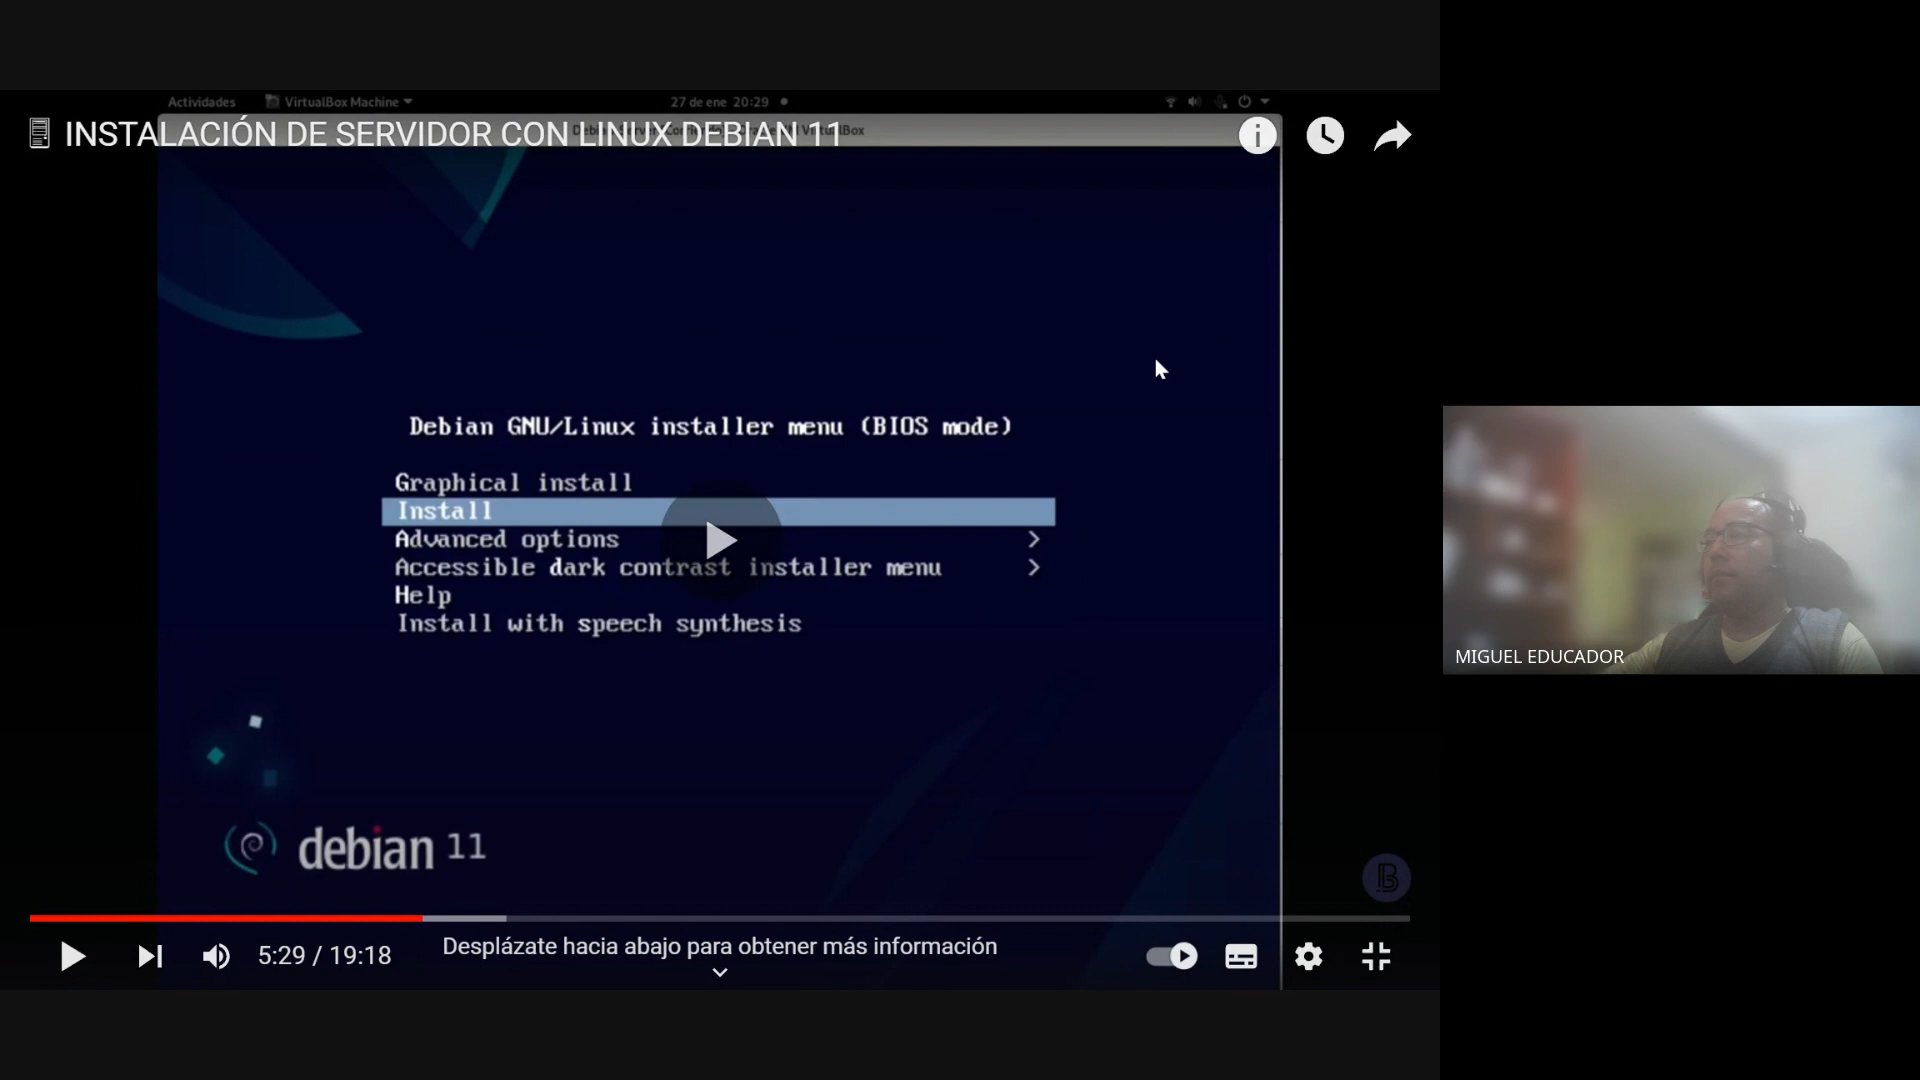 Actividades
VirtualBox Machine
27 de ene 20:29
INSTALACIÓN DE SERVIDOR CON LINUX DEBIAN 11
Debian GNU/Linux installer menu (BIOS mode)
Graphical install
Install
Advanced options
Accessible dark contrast installer menu
Help
Install with speech synthesis
debian 11
B
5:29 / 19:18
Desplázate hacia abajo para obtener más información
MIGUEL EDUCADOR